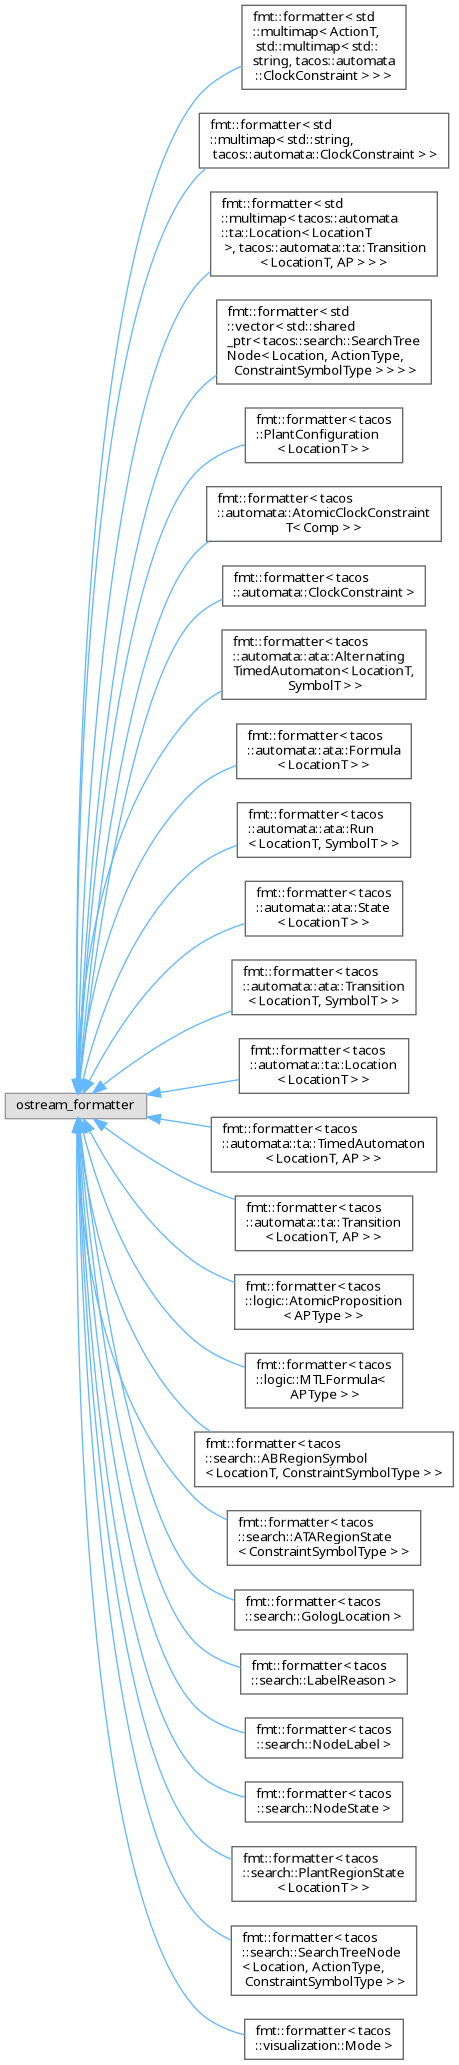 fmt::formatter< std
::multimap< ActionT,
std::multimap< std::
string, tacos::automata
::ClockConstraint > > >
fmt::formatter< std
::multimap< std::string,
tacos::automata::ClockConstraint > >
fmt::formatter< std
::multimap< tacos::automata
::ta::Location< LocationT
>, tacos::automata::ta::Transition
< LocationT, AP > > >
fmt::formatter< std
::vector< std::shared
_ptr< tacos::search::SearchTree
Node< Location, ActionType,
ConstraintSymbolType > > > >
fmt::formatter< tacos
::PlantConfiguration
< LocationT > >
fmt::formatter< tacos
::automata::AtomicClockConstraint
T< Comp > >
fmt::formatter< tacos
::automata::ClockConstraint >
fmt::formatter< tacos
::automata::ata::Alternating
TimedAutomaton< LocationT,
SymbolT > >
fmt::formatter< tacos
::automata::ata::Formula
< LocationT > >
fmt::formatter< tacos
::automata::ata::Run
< LocationT, SymbolT > >
fmt::formatter< tacos
::automata::ata::State
< LocationT > >
fmt::formatter< tacos
::automata::ata::Transition
< LocationT, SymbolT > >
fmt::formatter< tacos
::automata::ta::Location
< LocationT > >
ostream_formatter
fmt::formatter< tacos
::automata::ta::TimedAutomaton
< LocationT, AP > >
fmt::formatter< tacos
::automata::ta::Transition
< LocationT, AP > >
fmt::formatter< tacos
::logic::AtomicProposition
< APType > >
fmt::formatter< tacos
::logic::MTLFormula<
APType > >
fmt::formatter< tacos
::search::ABRegionSymbol
< LocationT, ConstraintSymbolType > >
fmt::formatter< tacos
::search::ATARegionState
< ConstraintSymbolType > >
fmt::formatter< tacos
::search::GologLocation >
fmt::formatter< tacos
::search::LabelReason >
fmt::formatter< tacos
::search::NodeLabel >
fmt::formatter< tacos
::search::NodeState >
fmt::formatter< tacos
::search::PlantRegionState
< LocationT > >
fmt::formatter< tacos
::search::SearchTreeNode
< Location, ActionType,
ConstraintSymbolType > >
fmt::formatter< tacos
::visualization::Mode >